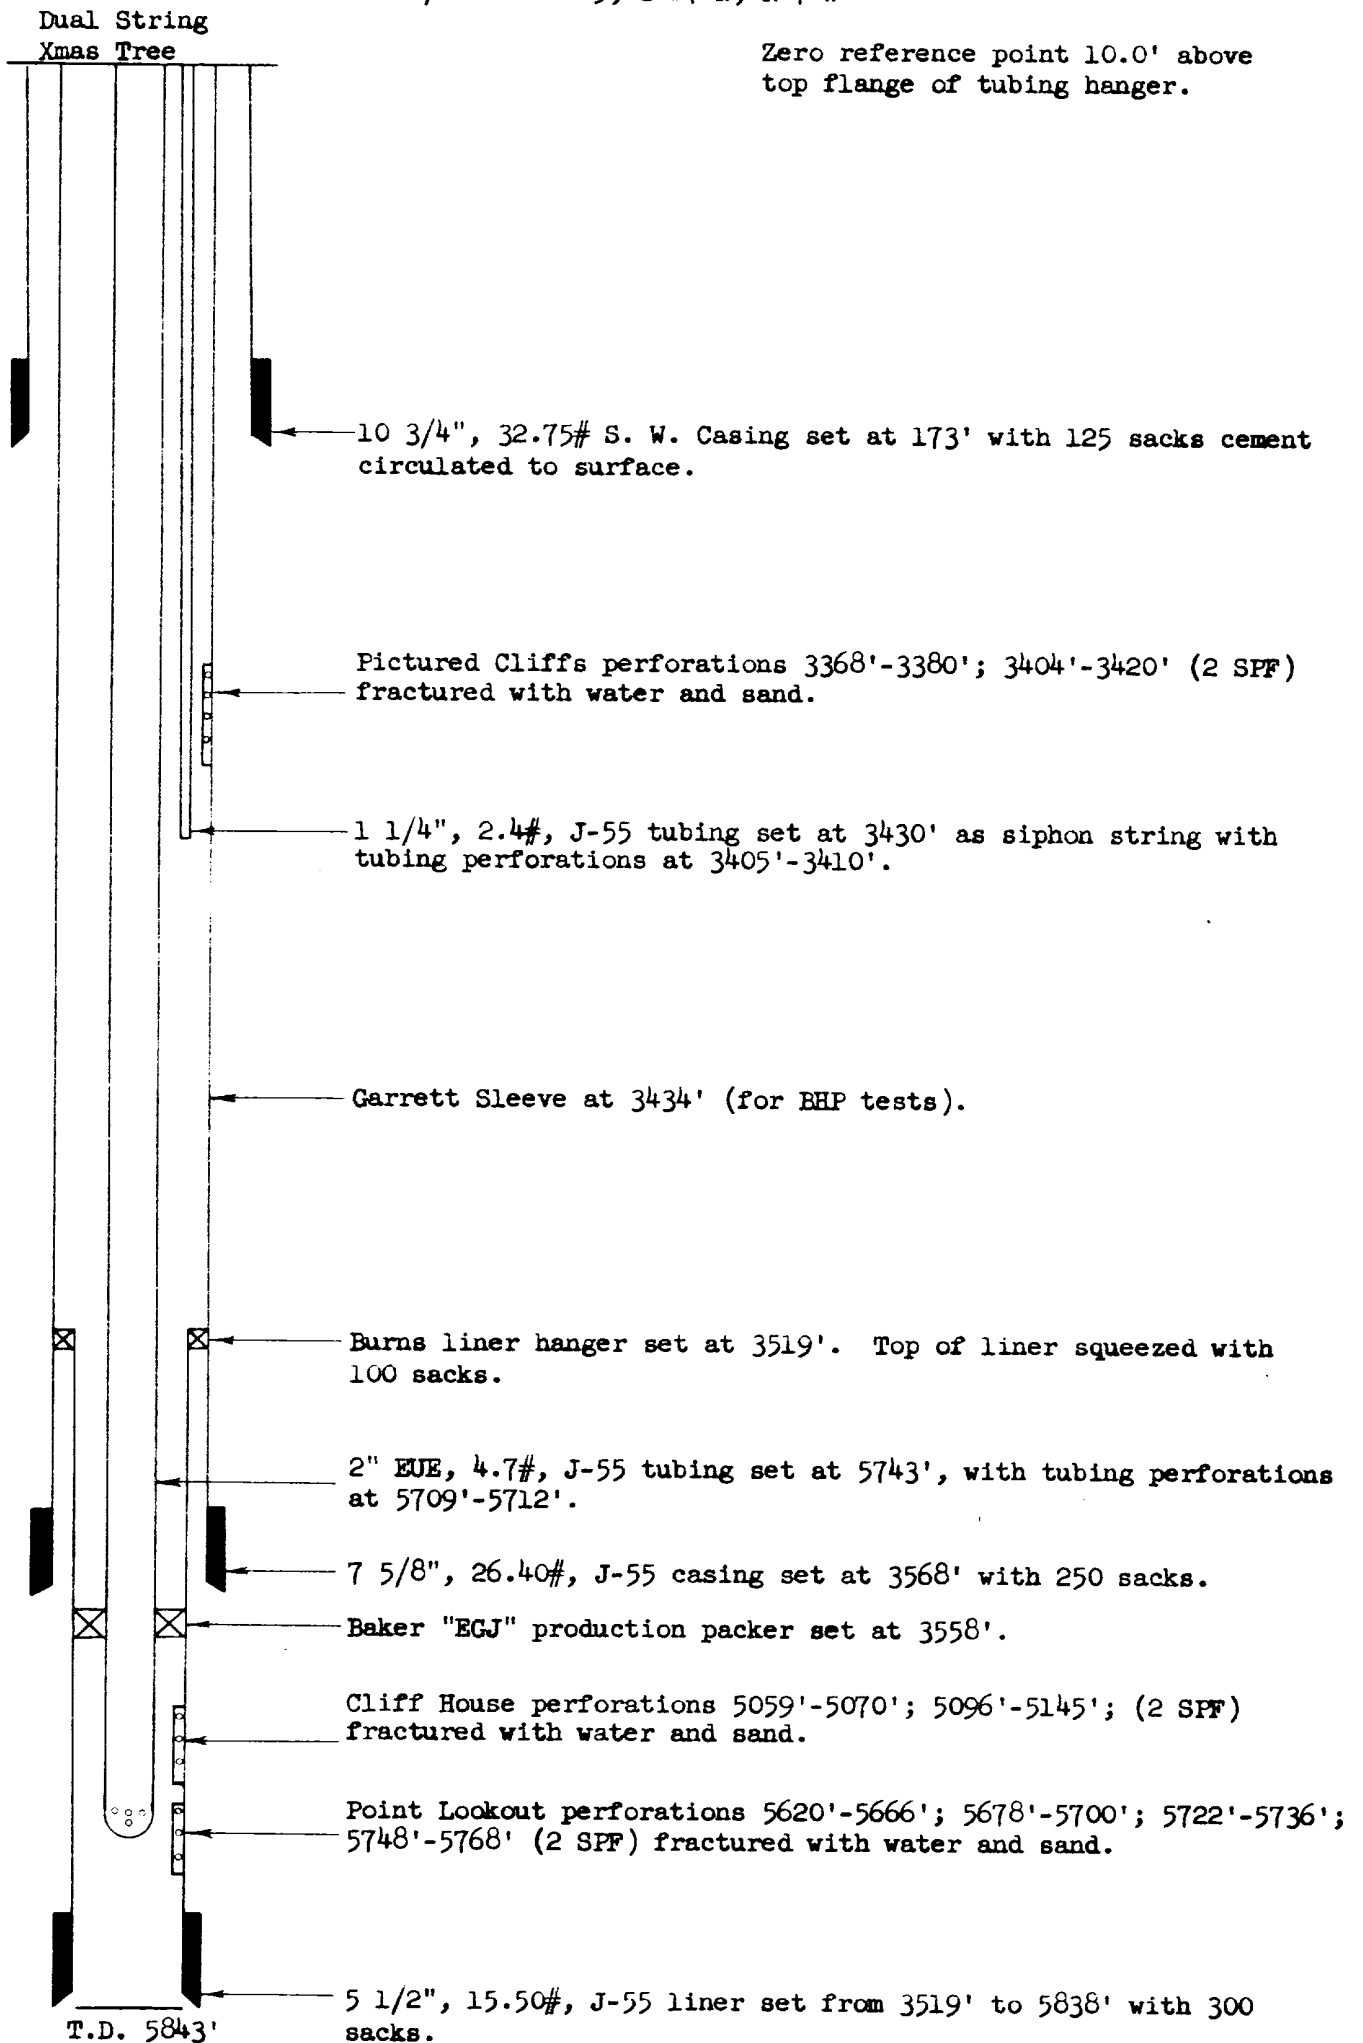 Dual String
Xmas Tree
Zero reference point 10.0' above
top flange of tubing hanger.
10 3/4", 32.75# S. W. Casing set at 173' with 125 sacks cement
circulated to surface.
Pictured Cliffs perforations 3368'-3380'; 3404'-3420' (2 SPF)
fractured with water and sand.
1 1/4", 2.4#, J-55 tubing set at 3430' as siphon string with
tubing perforations at 3405'-3410'.
Garrett Sleeve at 3434' (for BHP tests).
Burns liner hanger set at 3519'. Top of liner squeezed with
100 sacks.
2" EUE, 4.7#, J-55 tubing set at 5743', with tubing perforations
at 5709'-5712'.
7 5/8", 26.40#, J-55 casing set at 3568' with 250 sacks.
Baker "EGJ" production packer set at 3558'.
Cliff House perforations 5059'-5070'; 5096'-5145'; (2 SPF)
fractured with water and sand.
Point Lookout perforations 5620'-5666'; 5678'-5700'; 5722'-5736';
5748'-5768' (2 SPF) fractured with water and sand.
5 1/2", 15.50#, J-55 liner set from 3519' to 5838' with 300
sacks.
T.D. 5843'